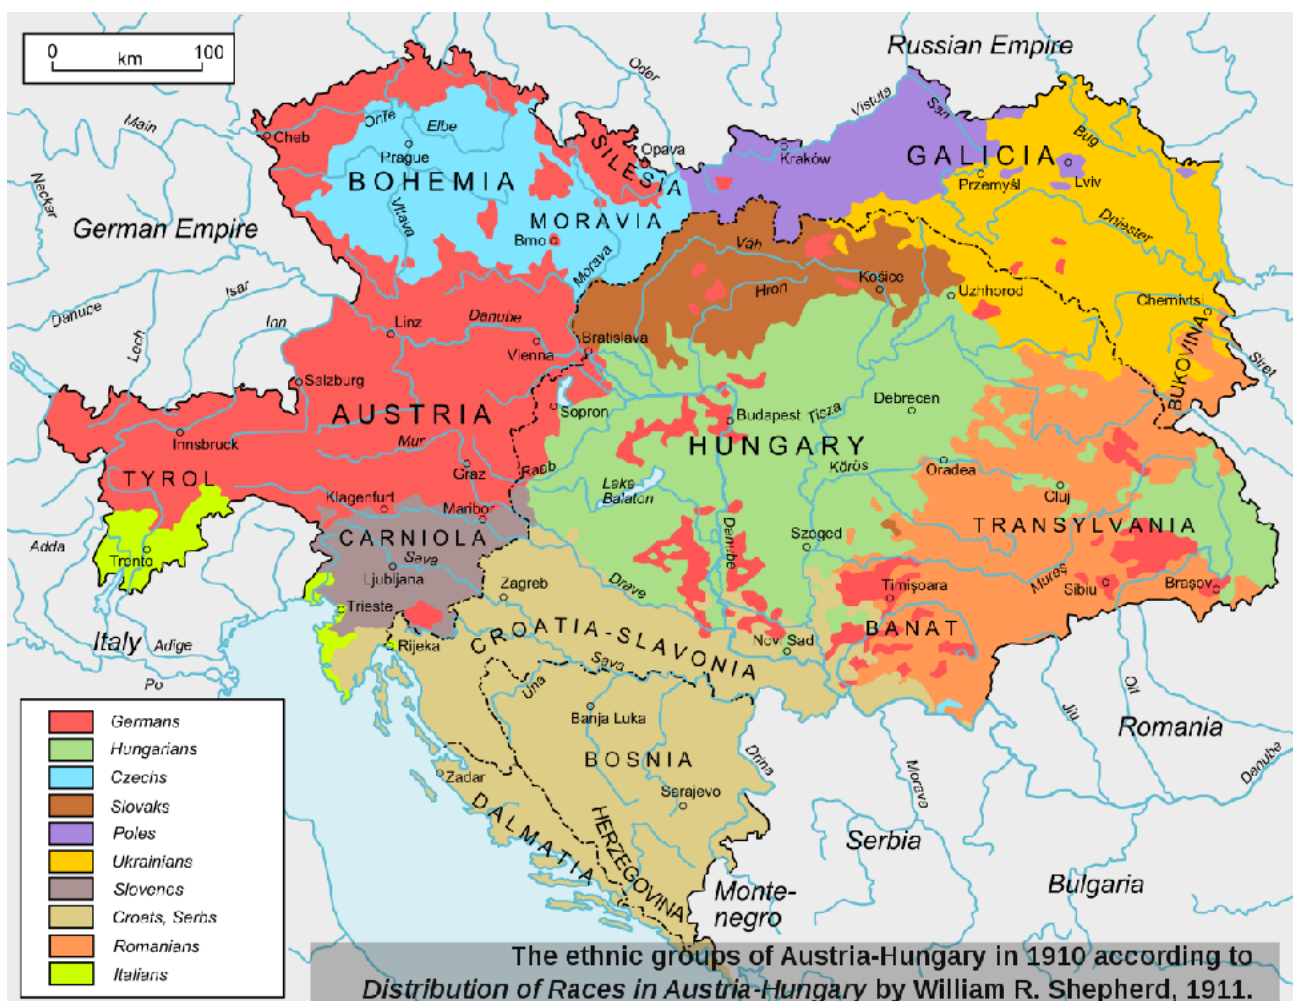 0 100
km
Russian Empire
Oder
Vistula
San
Bug
Main
Cheb
Ohře
Elbe
Prague
BOHEMIA
SILESIA
Opava
Kraków
GALICIA
Przemyśl
Lviv
Neckar
German Empire
Vltava
MORAVIA
Brno
Morava
Váh
Dniester
Hron
Košice
Uzhhorod
Chernivts
BUKOVINA
Siret
Danube
Isar
Inn
Lech
Linz
Danube
Vienna
Bratislava
Salzburg
AUSTRIA
Sopron
Budapest
Ticza
Debrecen
Innsbruck
Mur
HUNGARY
TYROL
Graz
Raab
Lake
Balaton
Körös
Oradea
Cluj
Klagenfurt
Maribor
CARNIOLA
Sava
Ljubljana
Adda
Trento
Danube
Szeged
TRANSYLVANIA
Mureș
Zagreb
Drave
Timișoara
Sibiu
Brașov
Trieste
Italy
Adige
Rijeka
CROATIA-SLAVONIA
Novi Sad
BANAT
Po
Sava
Una
Banja Luka
BOSNIA
Drina
Sarajevo
Zadar
DALMATIA
HERZEGOVINA
Morava
Jiu
Olt
Romania
Danube
Serbia
Bulgaria
Monte-
negro
Germans
Hungarians
Czechs
Slovaks
Poles
Ukrainians
Slovenes
Croats, Serbs
Romanians
Italians
The ethnic groups of Austria-Hungary in 1910 according to
Distribution of Races in Austria-Hungary by William R. Shepherd, 1911.